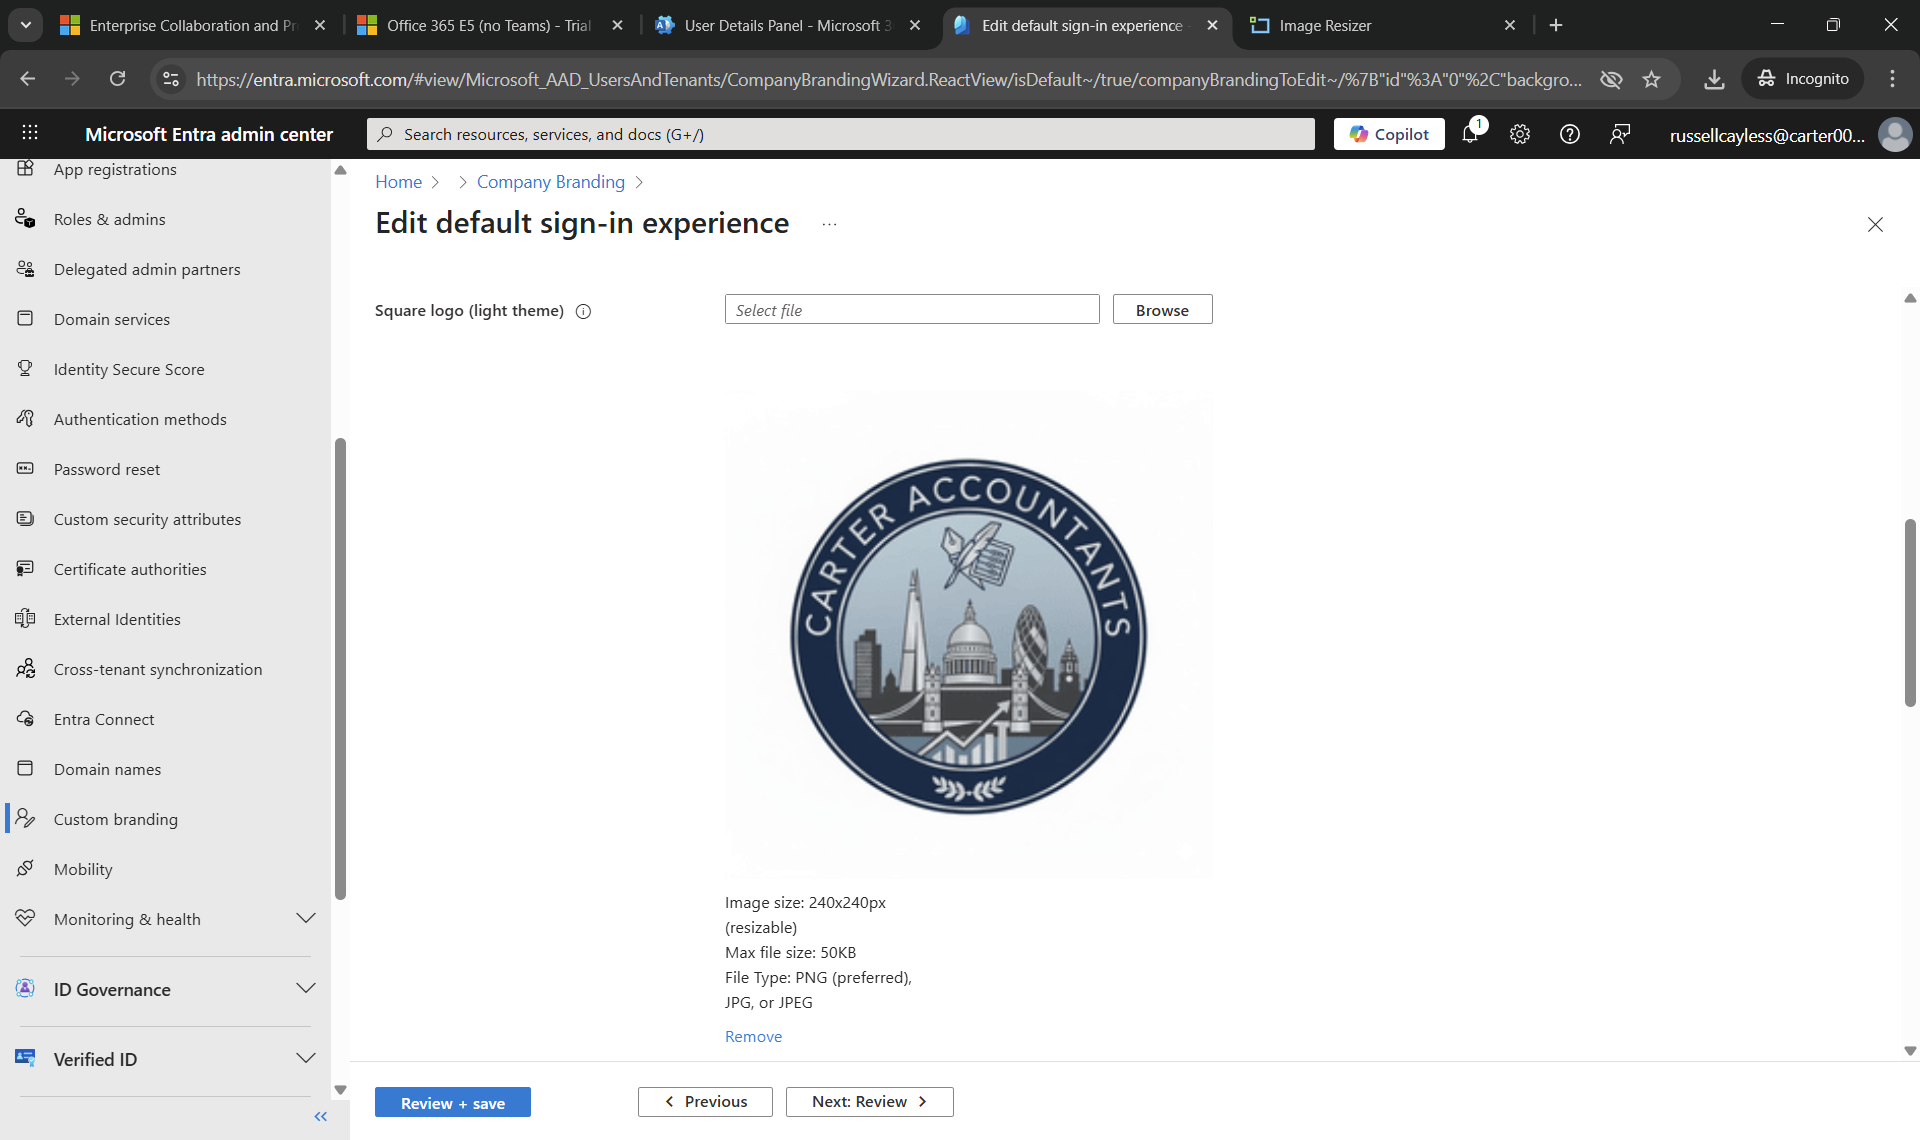 Enterprise Collaboration and Pr
Office 365 E5 (no Teams) - Trial
User Details Panel - Microsoft 3
Edit default sign-in experience -
Image Resizer
https://entra.microsoft.com/#view/Microsoft_AAD_UsersAndTenants/CompanyBrandingWizard.ReactView/isDefault~/true/companyBrandingToEdit~/%7B"id"%3A"0"%2C"backgro...
Incognito
Microsoft Entra admin center
Search resources, services, and docs (G+/)
Copilot
1
russellcayless@carter00...
App registrations
Roles & admins
Delegated admin partners
Domain services
Identity Secure Score
Authentication methods
Password reset
Custom security attributes
Certificate authorities
External Identities
Cross-tenant synchronization
Entra Connect
Domain names
Custom branding
Mobility
Monitoring & health
ID Governance
Verified ID
Home
Company Branding
Edit default sign-in experience
...
Square logo (light theme)
Select file
Browse
CARTER ACCOUNTANTS
Image size: 240x240px
(resizable)
Max file size: 50KB
File Type: PNG (preferred),
JPG, or JPEG
Remove
Review + save
Previous
Next: Review